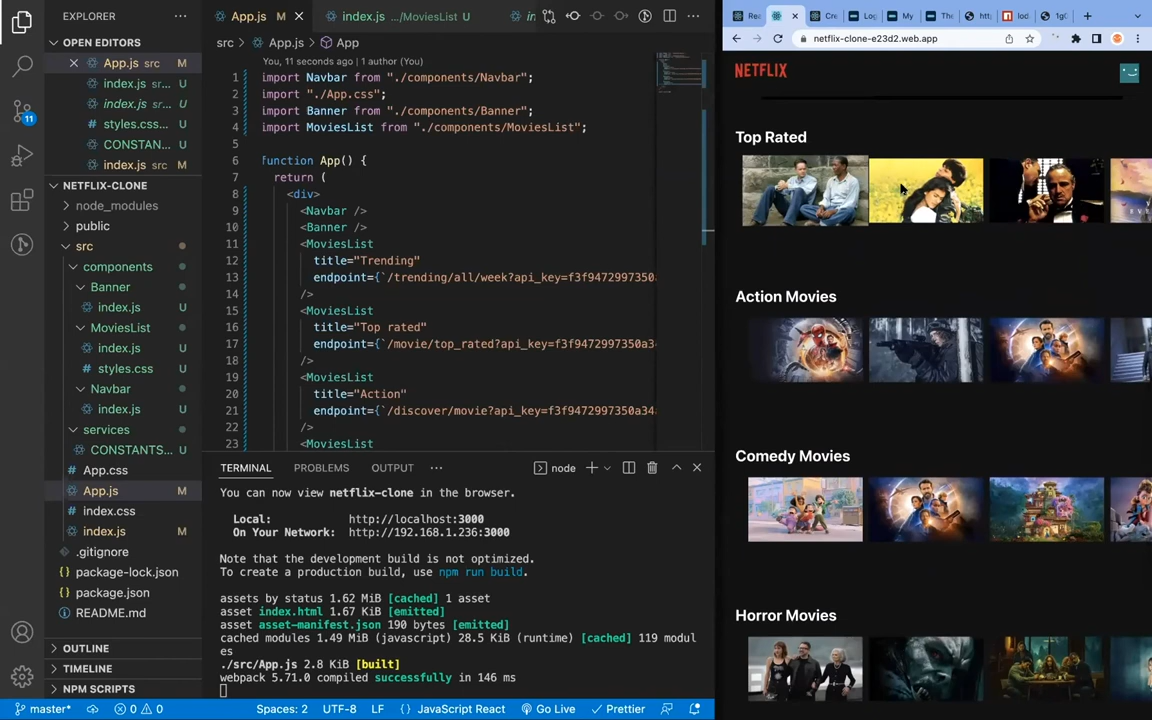 EXPLORER
OPEN EDITORS
App.js src M
index.js sr... U
index.js sr... U
styles.css... U
CONSTAN... U
index.js src M
NETFLIX-CLONE
node_modules
public
src
components
Banner
index.js U
MoviesList
index.js U
styles.css U
Navbar
index.js U
services
CONSTANTS... U
App.css
App.js M
index.css
index.js M
.gitignore
package-lock.json
package.json
README.md
OUTLINE
TIMELINE
NPM SCRIPTS
11
App.js M
index.js .../MoviesList U
in
src > App.js > App
You, 11 seconds ago | 1 author (You)
1 import Navbar from "./components/Navbar";
2 import "./App.css";
3 import Banner from "./components/Banner";
4 import MoviesList from "./components/MoviesList";
5
6 function App() {
7 return (
8 <div>
9 <Navbar />
10 <Banner />
11 <MoviesList
12 title="Trending"
13 endpoint={`/trending/all/week?api_key=f3f9472997350a
14 />
15 <MoviesList
16 title="Top rated"
17 endpoint={`/movie/top_rated?api_key=f3f9472997350a3
18 />
19 <MoviesList
20 title="Action"
21 endpoint={`/discover/movie?api_key=f3f9472997350a34
22 />
23 <MoviesList
TERMINAL PROBLEMS OUTPUT ... node
You can now view netflix-clone in the browser.
Local: http://localhost:3000
On Your Network: http://192.168.1.236:3000
Note that the development build is not optimized.
To create a production build, use npm run build.
assets by status 1.62 MiB [cached] 1 asset
asset index.html 1.67 KiB [emitted]
asset asset-manifest.json 190 bytes [emitted]
cached modules 1.49 MiB (javascript) 28.5 KiB (runtime) [cached] 119 modul
es
./src/App.js 2.8 KiB [built]
webpack 5.71.0 compiled successfully in 146 ms
master* 0 0 Spaces: 2 UTF-8 LF {} JavaScript React Go Live Prettier
Rea Cre Log My The http lod 1g
netflix-clone-e23d2.web.app
NETFLIX
Top Rated
Action Movies
Comedy Movies
Horror Movies